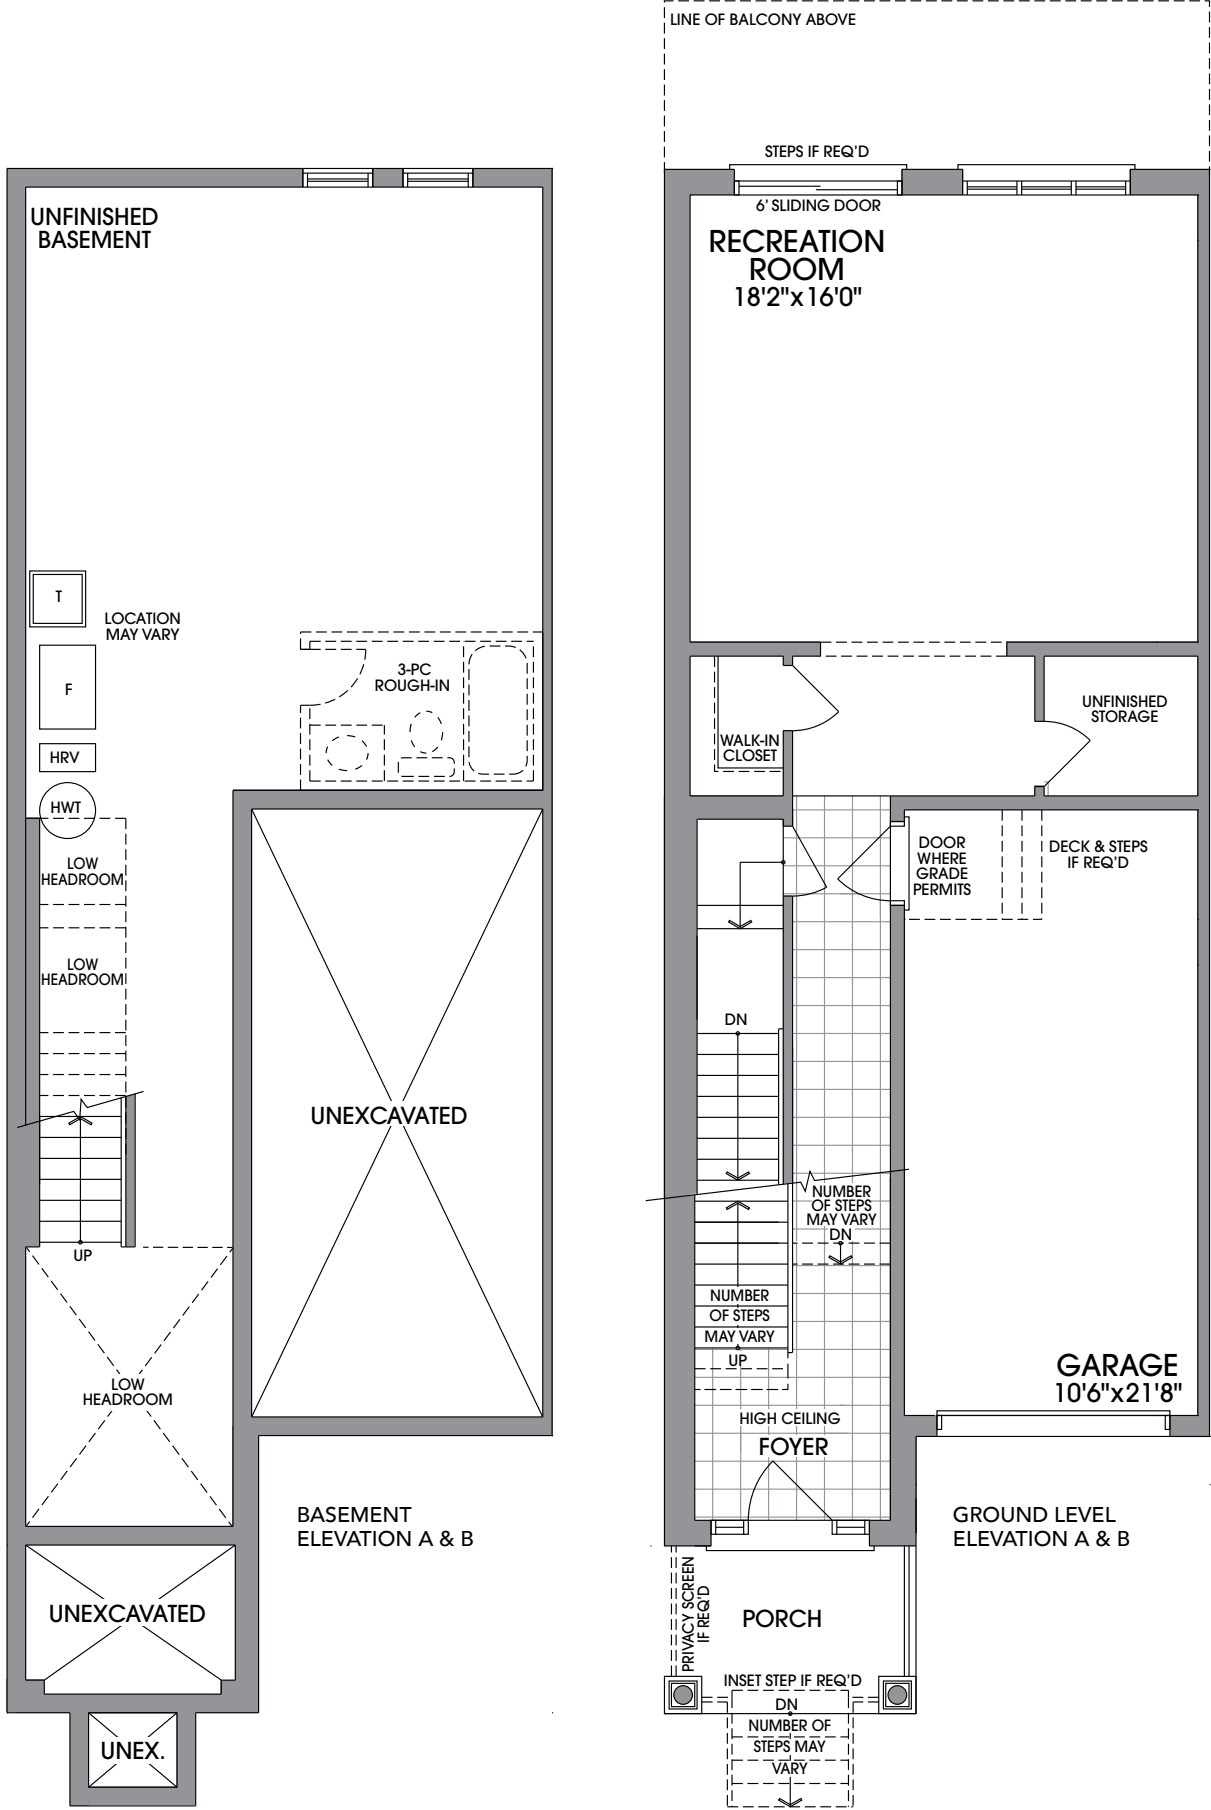 UNFINISHED
BASEMENT
T
LOCATION
MAY VARY
F
3-PC
ROUGH-IN
HRV
HWT
LOW
HEADROOM
LOW
HEADROOM
UNEXCAVATED
UP
LOW
HEADROOM
BASEMENT
ELEVATION A & B
UNEXCAVATED
UNEX.
LINE OF BALCONY ABOVE
STEPS IF REQ'D
6' SLIDING DOOR
RECREATION
ROOM
18'2"x16'0"
WALK-IN
CLOSET
UNFINISHED
STORAGE
DOOR
WHERE
GRADE
PERMITS
DECK & STEPS
IF REQ'D
DN
NUMBER
OF STEPS
MAY VARY
DN
NUMBER
OF STEPS
MAY VARY
UP
GARAGE
10'6"x21'8"
HIGH CEILING
FOYER
GROUND LEVEL
ELEVATION A & B
PRIVACY SCREEN
IF REQ'D
PORCH
INSET STEP IF REQ'D
DN
NUMBER OF
STEPS MAY
VARY